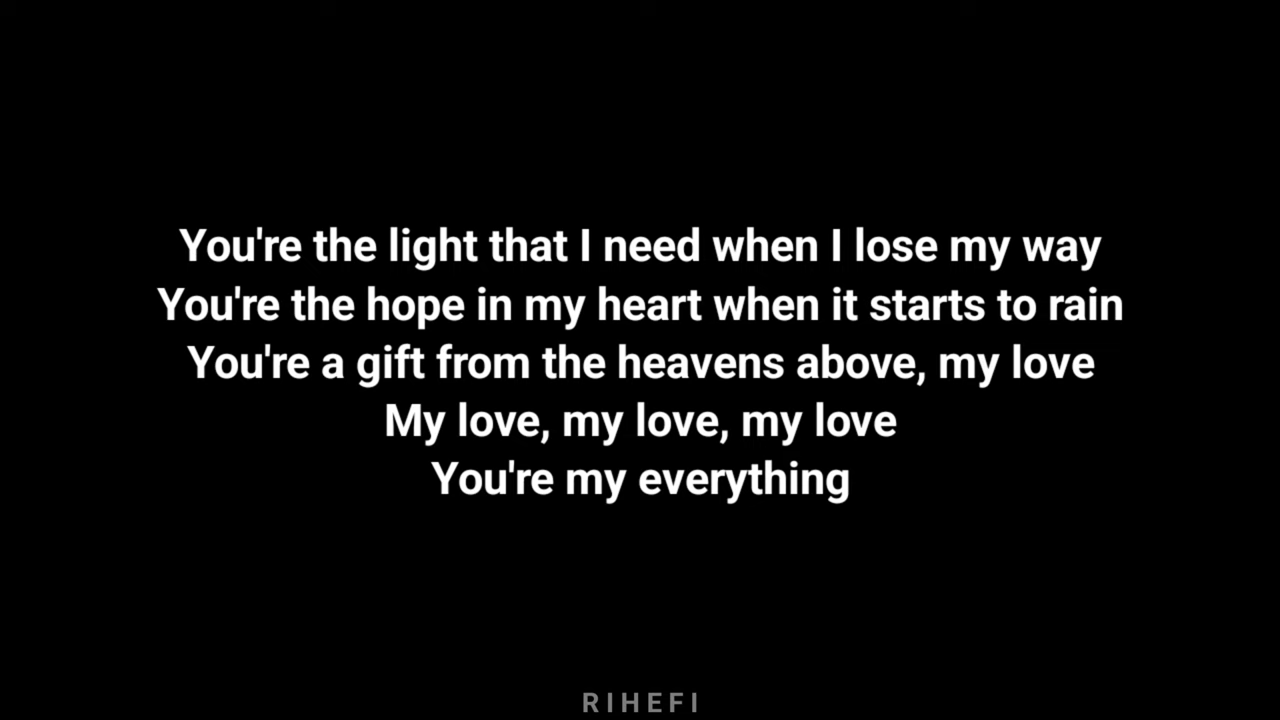 You're the light that I need when I lose my way
You're the hope in my heart when it starts to rain
You're a gift from the heavens above, my love
My love, my love, my love
You're my everything
RIHEFI